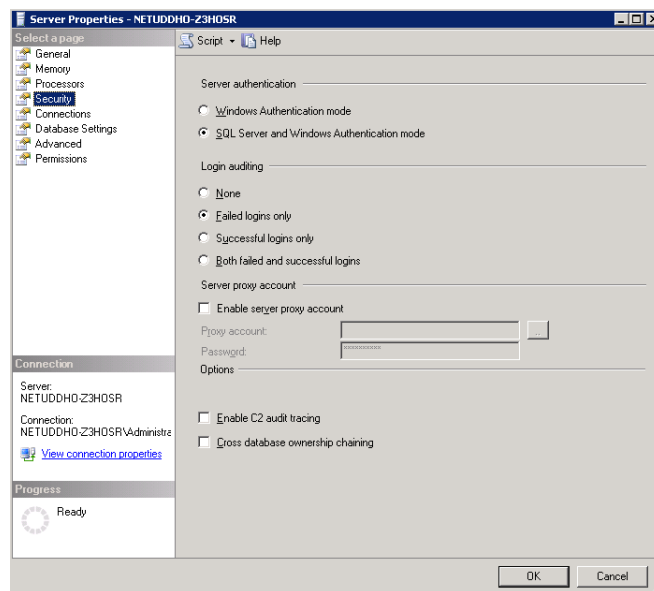 Server Properties - NETUDDHO-Z3HOSR
Select a page
General
Memory
Processors
Security
Connections
Database Settings
Advanced
Permissions
Script
Help
Server authentication
Windows Authentication mode
SQL Server and Windows Authentication mode
Login auditing
None
Failed logins only
Successful logins only
Both failed and successful logins
Server proxy account
Enable server proxy account
Proxy account:
...
Password:
**********
Options
Enable C2 audit tracing
Cross database ownership chaining
Connection
Server:
NETUDDHO-Z3HOSR
Connection:
NETUDDHO-Z3HOSR\Administra
View connection properties
Progress
Ready
OK
Cancel